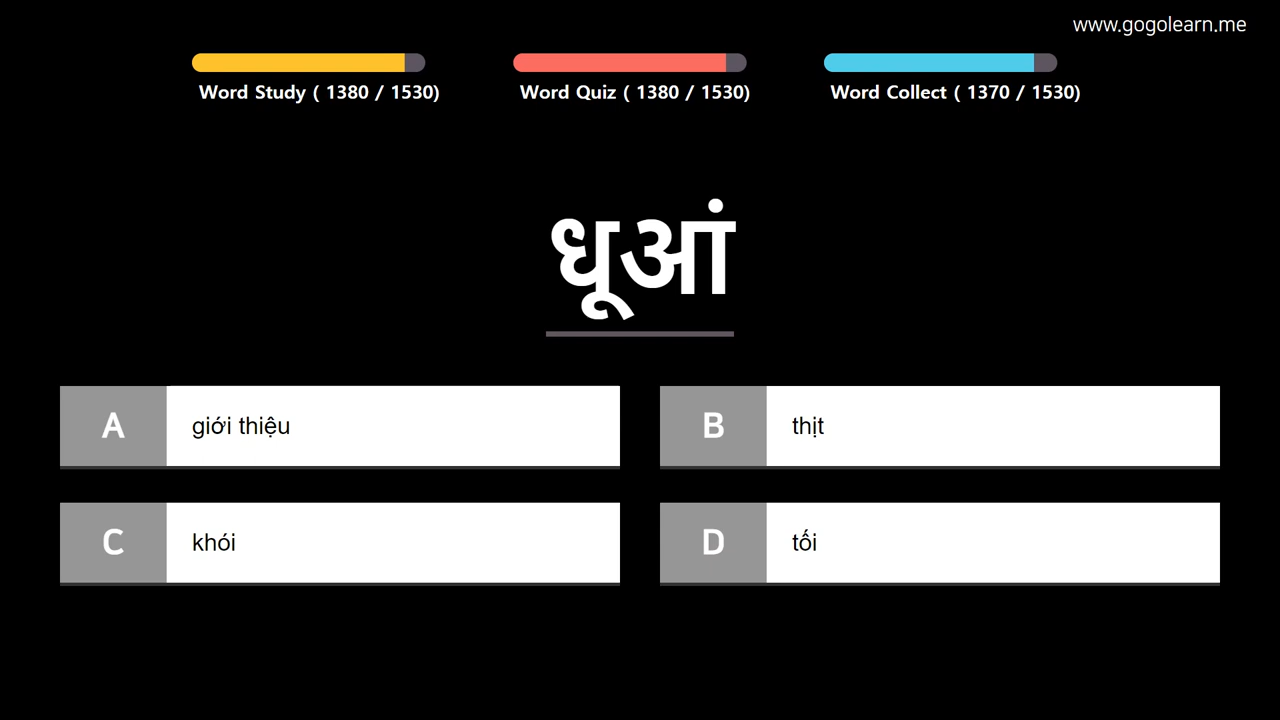 www.gogolearn.me
Word Study ( 1380 / 1530)
Word Quiz ( 1380 / 1530)
Word Collect ( 1370 / 1530)
धूआं
A giới thiệu
B thịt
C khói
D tối